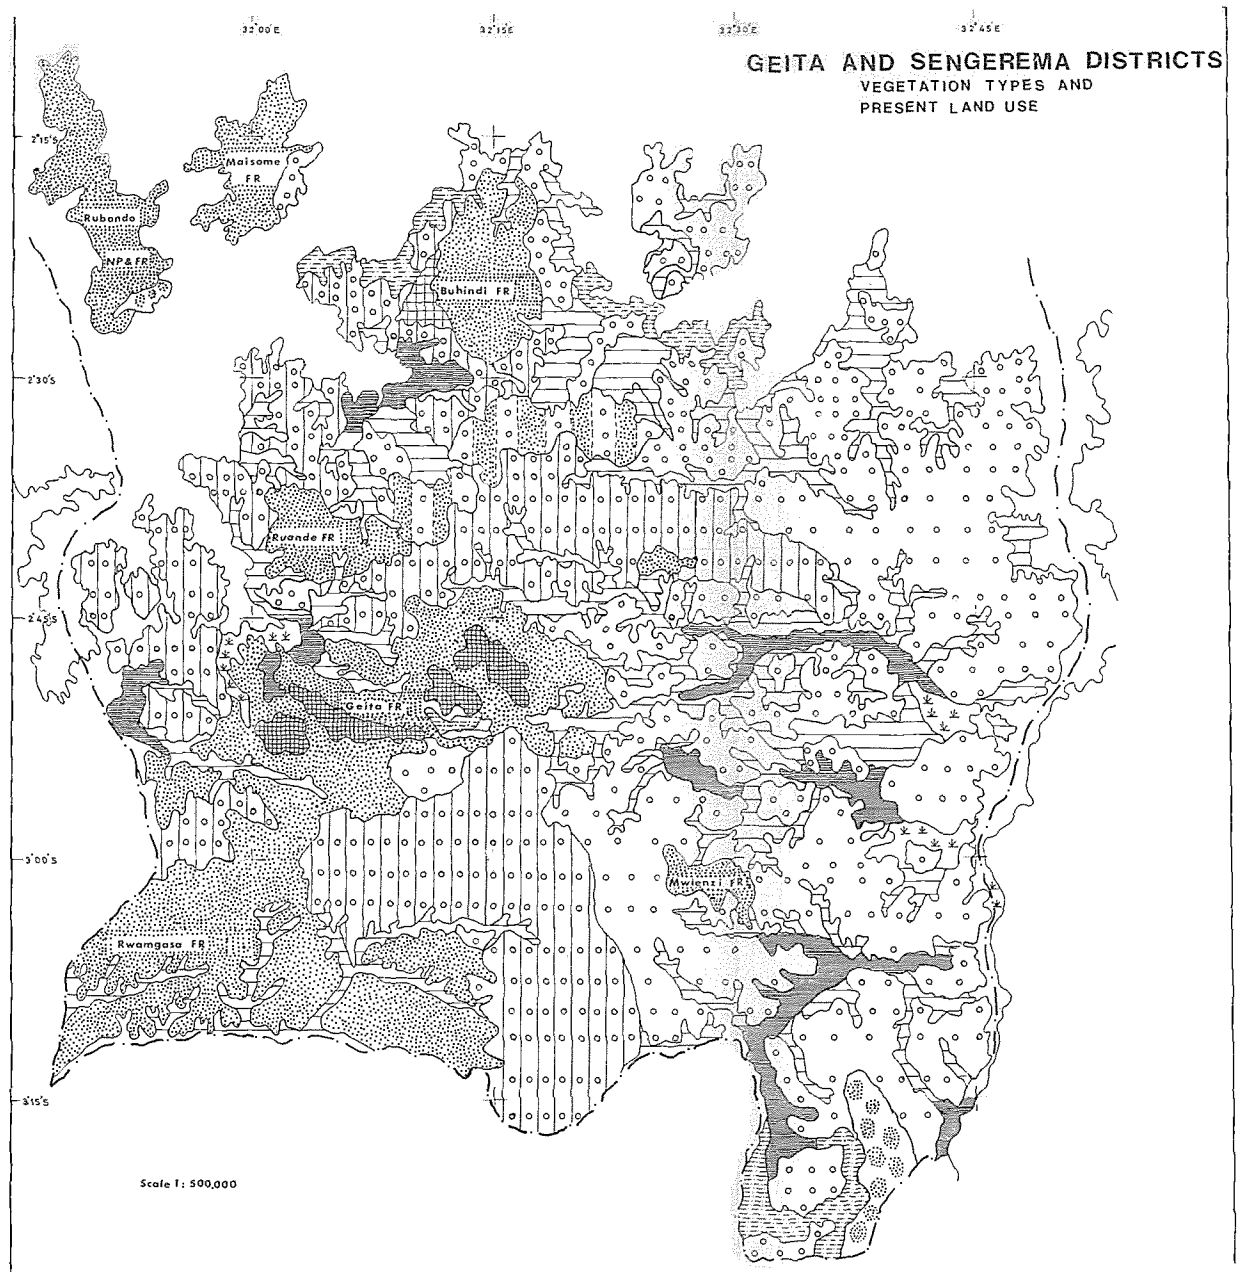 32°00'E
32°15'E
32°30'E
32°45'E
GEITA AND SENGEREMA DISTRICTS
VEGETATION TYPES AND
PRESENT LAND USE
2°15'S
Maisome
FR
Rubondo
NP & FR
Buhindi FR
2°30'S
Ruande FR
2°45'S
Geita FR
3°00'S
Mwienzi FR
Rwamgasa FR
3°15'S
Scale 1 : 500,000